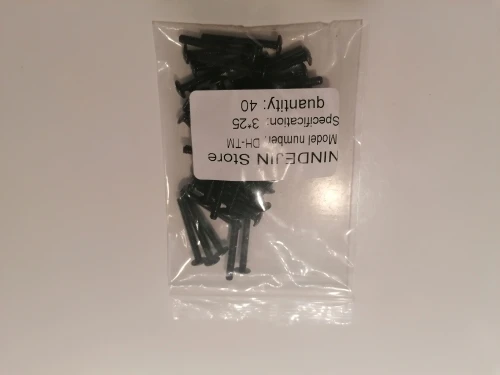 NINDEJIN Store
Model number: DH-TM
Specification: 3*25
quantity: 40